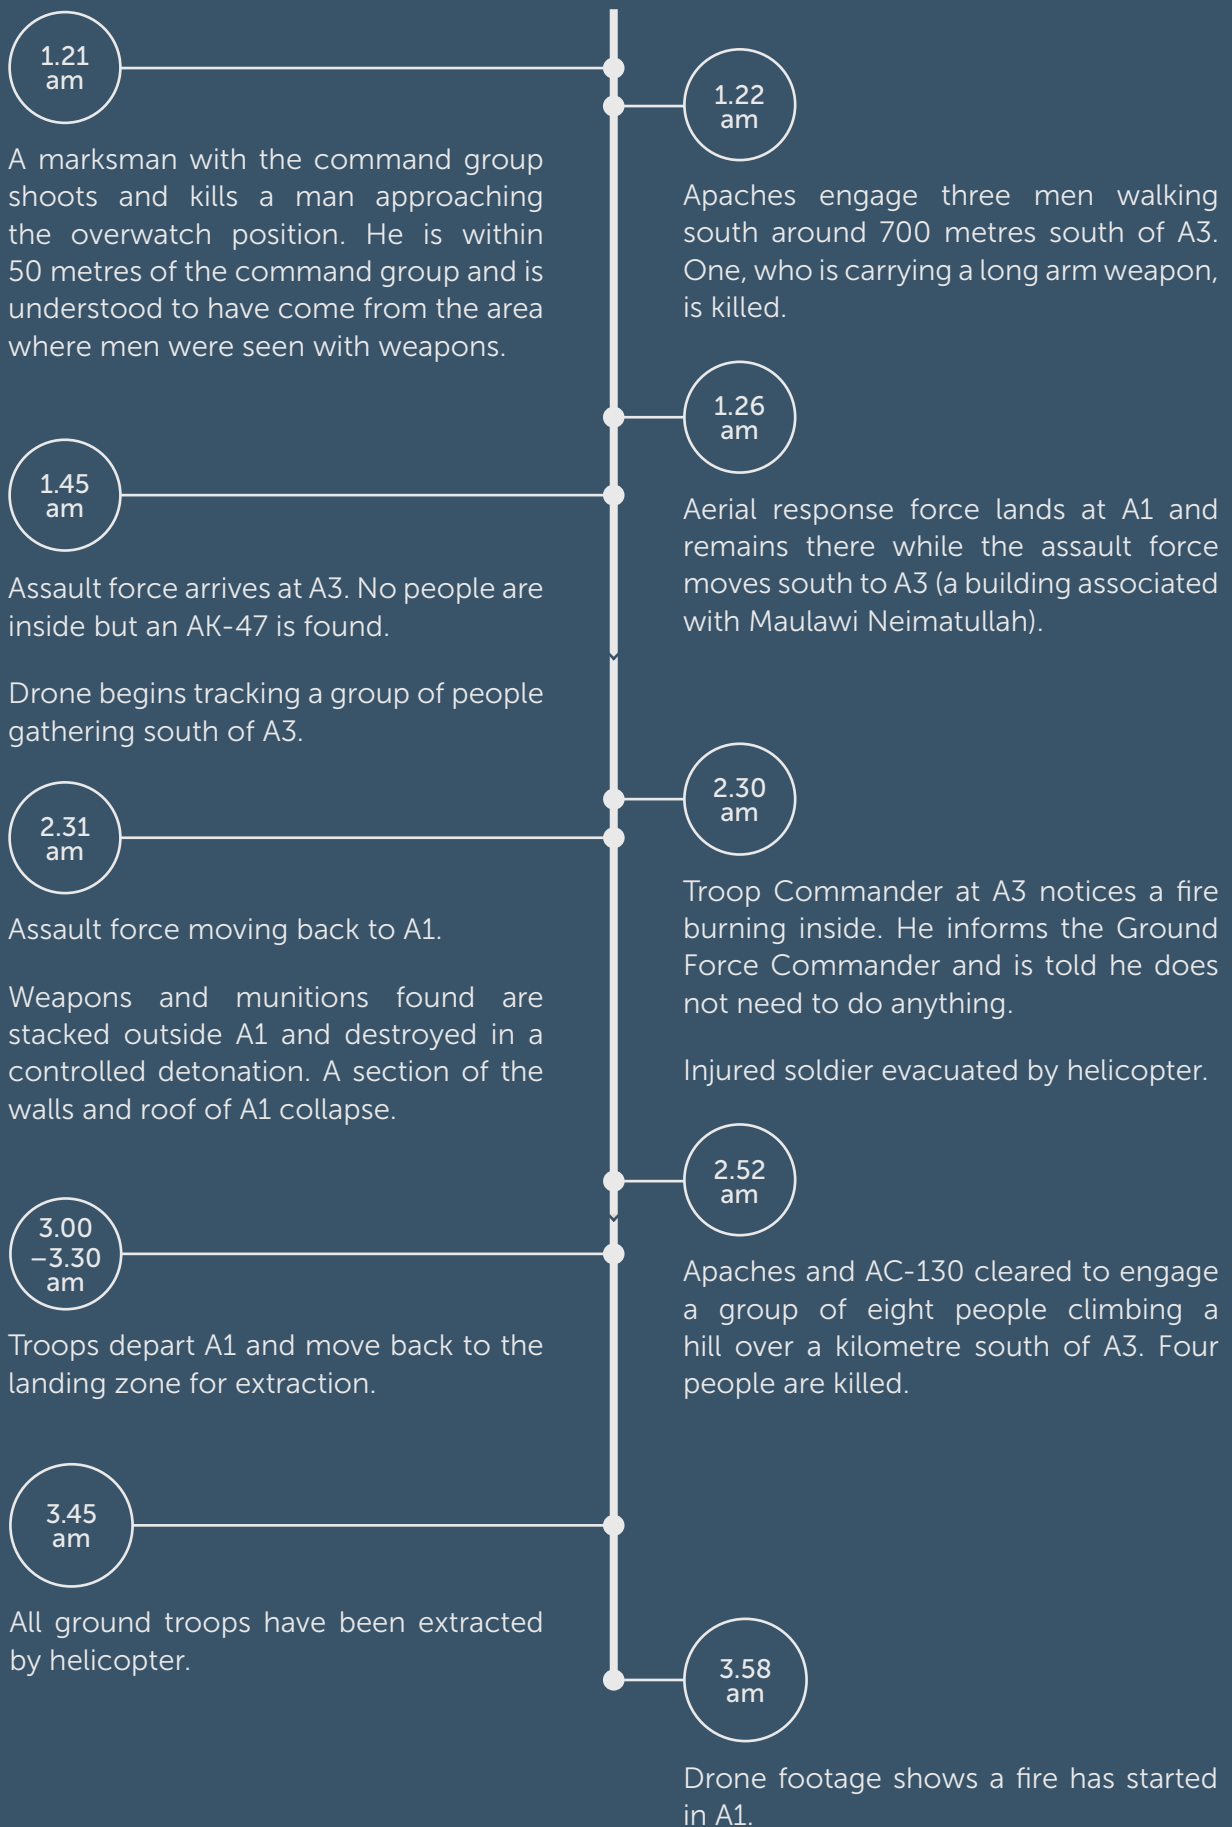 1.21
am
A marksman with the command group
shoots and kills a man approaching
the overwatch position. He is within
50 metres of the command group and is
understood to have come from the area
where men were seen with weapons.
1.22
am
Apaches engage three men walking
south around 700 metres south of A3.
One, who is carrying a long arm weapon,
is killed.
1.26
am
Aerial response force lands at A1 and
remains there while the assault force
moves south to A3 (a building associated
with Maulawi Neimatullah).
1.45
am
Assault force arrives at A3. No people are
inside but an AK-47 is found.
Drone begins tracking a group of people
gathering south of A3.
2.30
am
Troop Commander at A3 notices a fire
burning inside. He informs the Ground
Force Commander and is told he does
not need to do anything.
Injured soldier evacuated by helicopter.
2.31
am
Assault force moving back to A1.
Weapons and munitions found are
stacked outside A1 and destroyed in a
controlled detonation. A section of the
walls and roof of A1 collapse.
2.52
am
Apaches and AC-130 cleared to engage
a group of eight people climbing a
hill over a kilometre south of A3. Four
people are killed.
3.00
–3.30
am
Troops depart A1 and move back to the
landing zone for extraction.
3.45
am
All ground troops have been extracted
by helicopter.
3.58
am
Drone footage shows a fire has started
in A1.